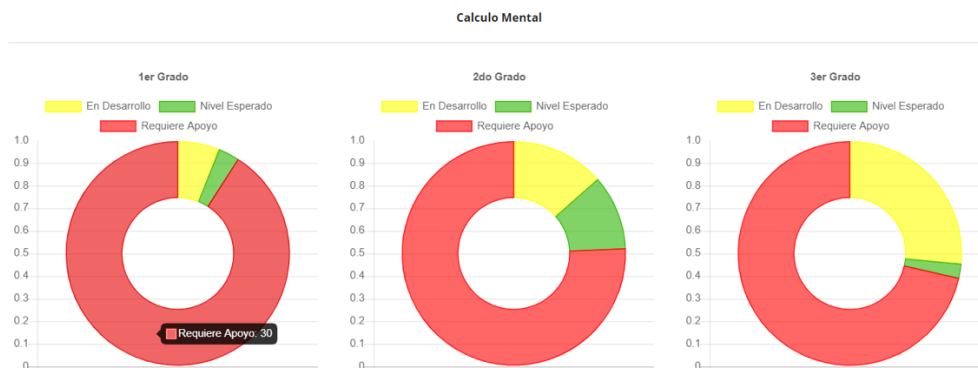 Calculo Mental
1er Grado
En Desarrollo
Nivel Esperado
Requiere Apoyo
1.0
0.9
0.8
0.7
0.6
0.5
0.4
0.3
0.2
0.1
0
Requiere Apoyo: 30
2do Grado
En Desarrollo
Nivel Esperado
Requiere Apoyo
1.0
0.9
0.8
0.7
0.6
0.5
0.4
0.3
0.2
0.1
0
3er Grado
En Desarrollo
Nivel Esperado
Requiere Apoyo
1.0
0.9
0.8
0.7
0.6
0.5
0.4
0.3
0.2
0.1
0